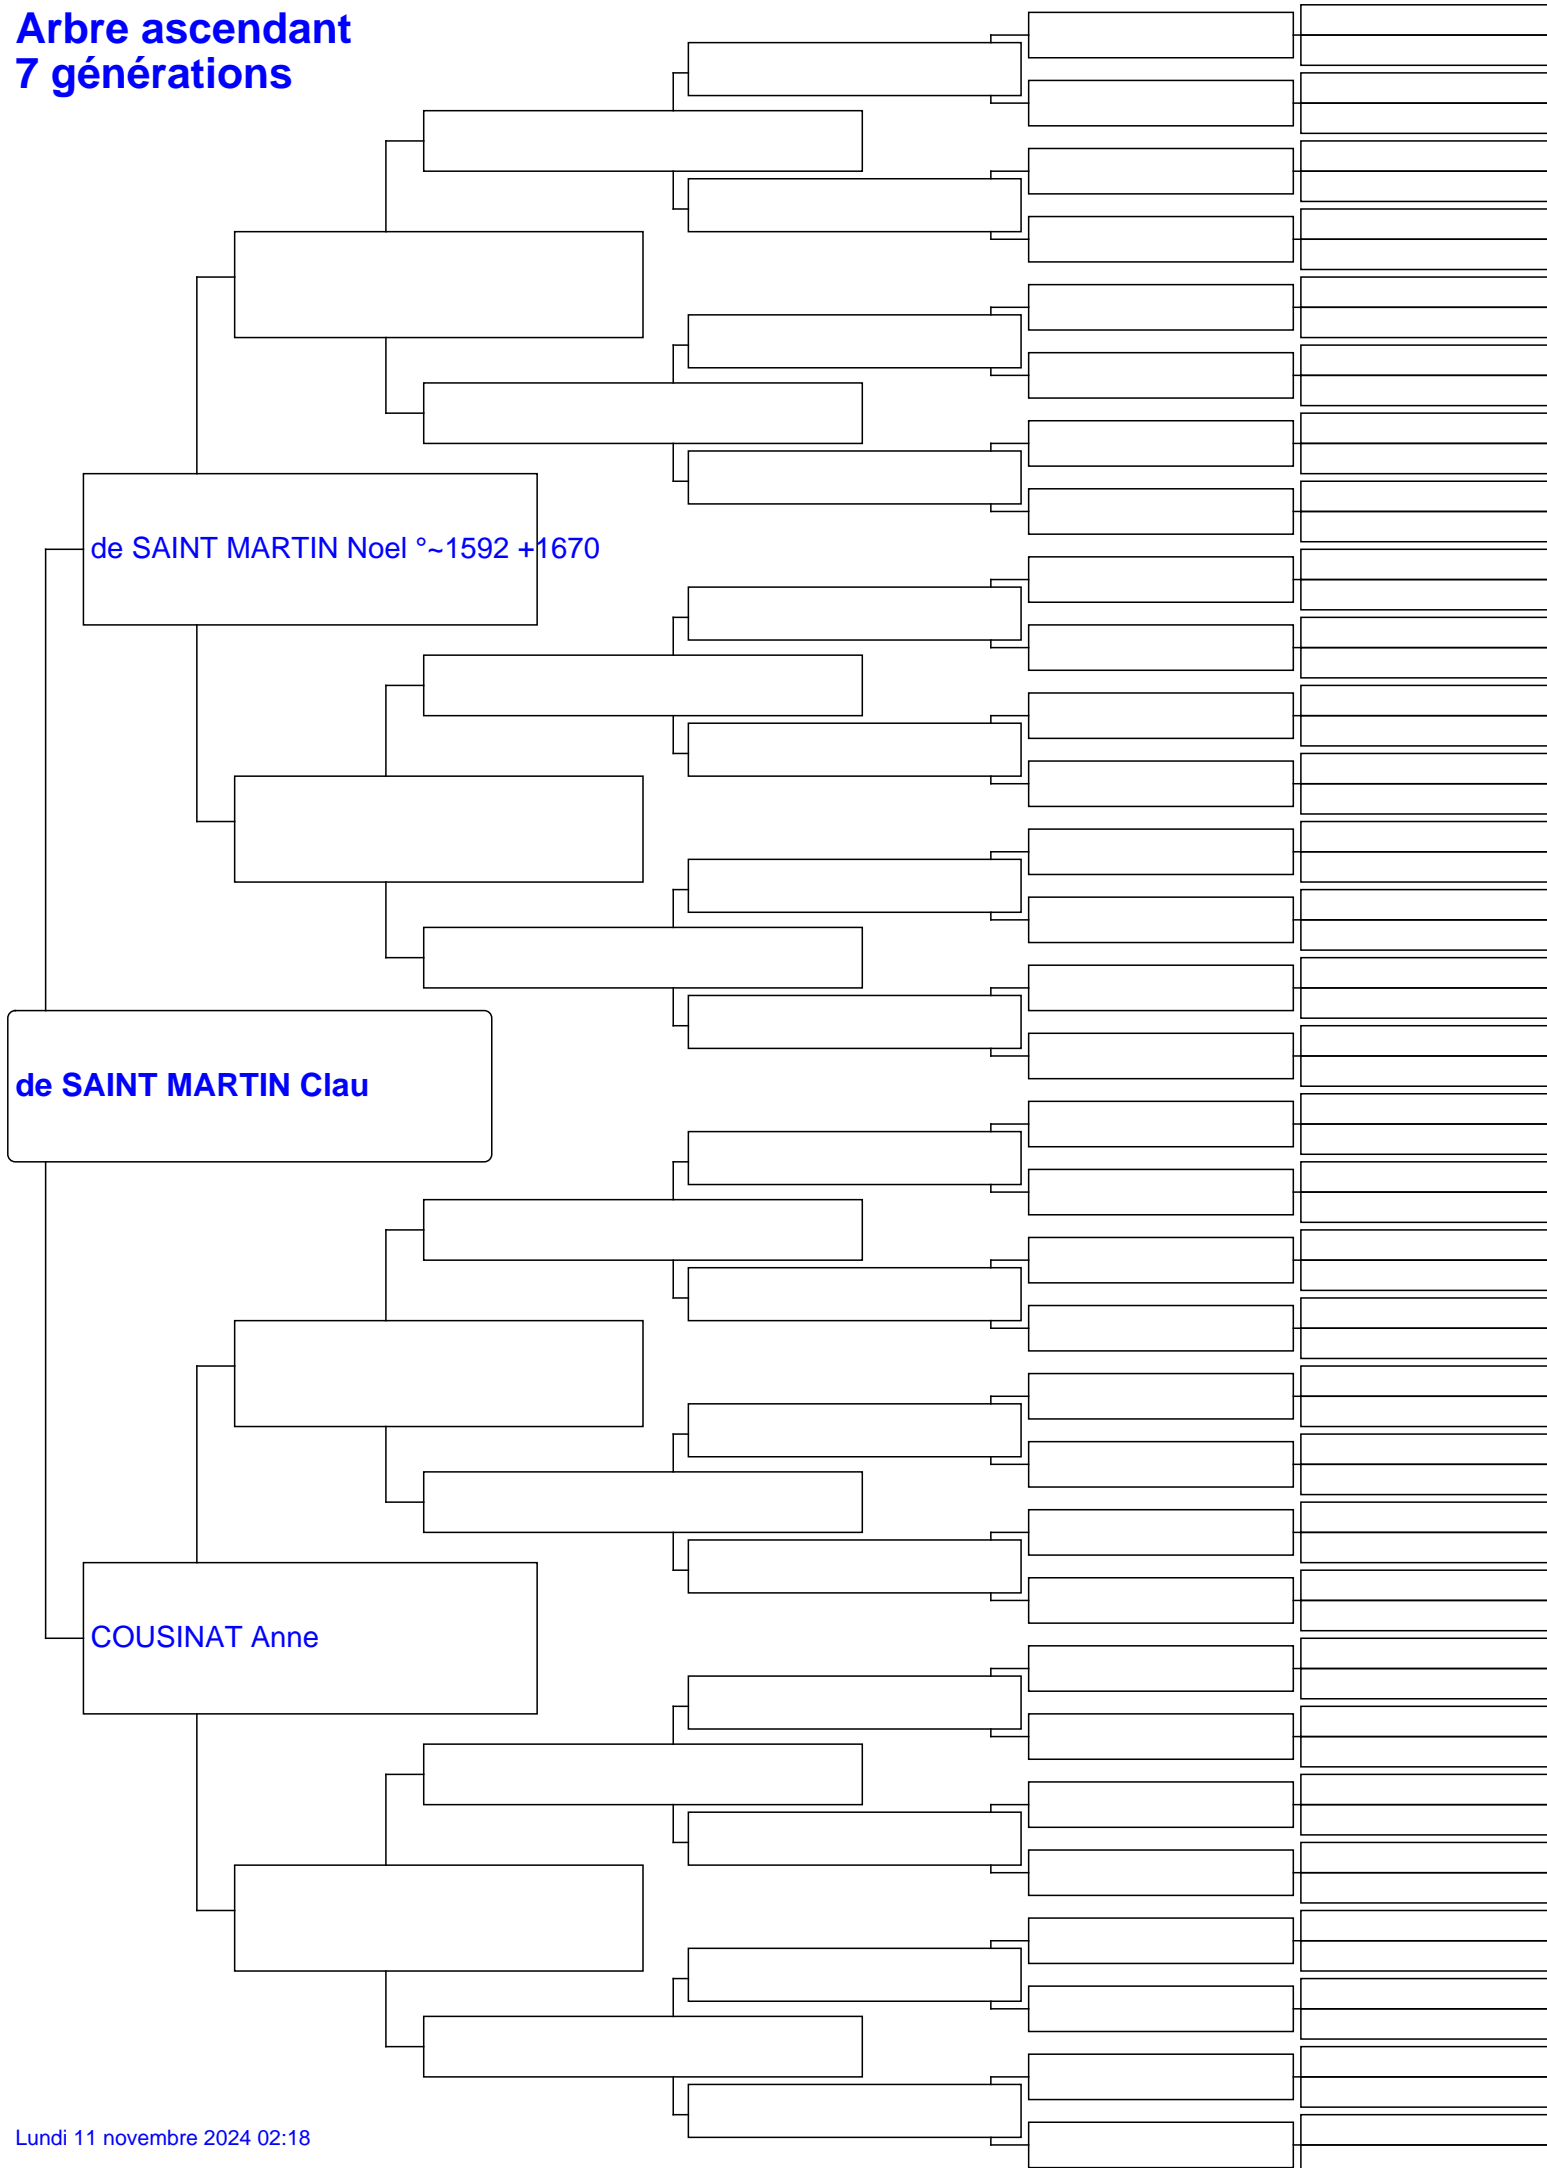 Arbre ascendant
7 générations
de SAINT MARTIN Noel °~1592 +1670
de SAINT MARTIN Clau
COUSINAT Anne
Lundi 11 novembre 2024 02:18